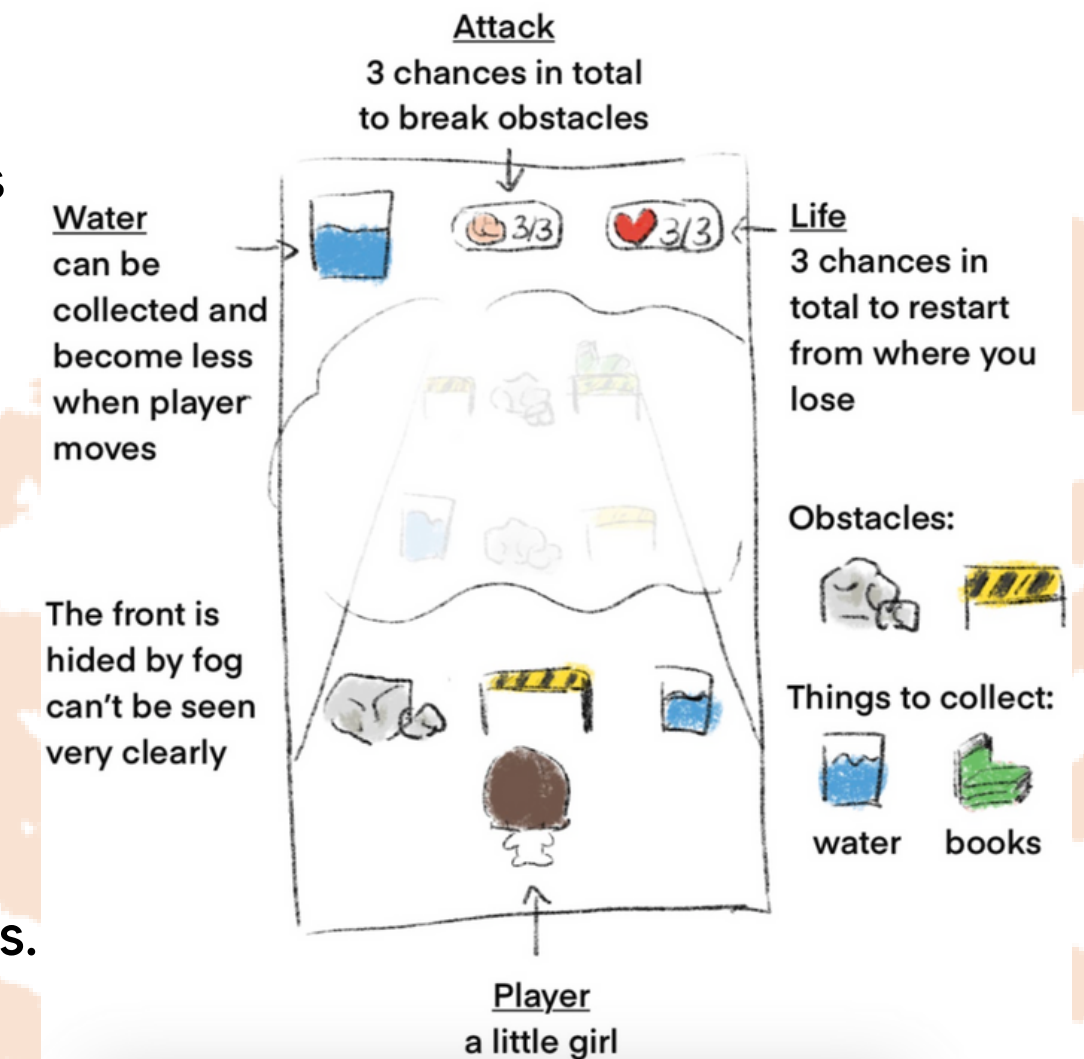 Attack
3 chances in total
to break obstacles
s
Water
can be
collected and
become less
when player
moves
3/3
3/3
Life
3 chances in
total to restart
from where you
lose
Obstacles:
The front is
hided by fog
can't be seen
very clearly
Things to collect:
water books
s.
Player
a little girl